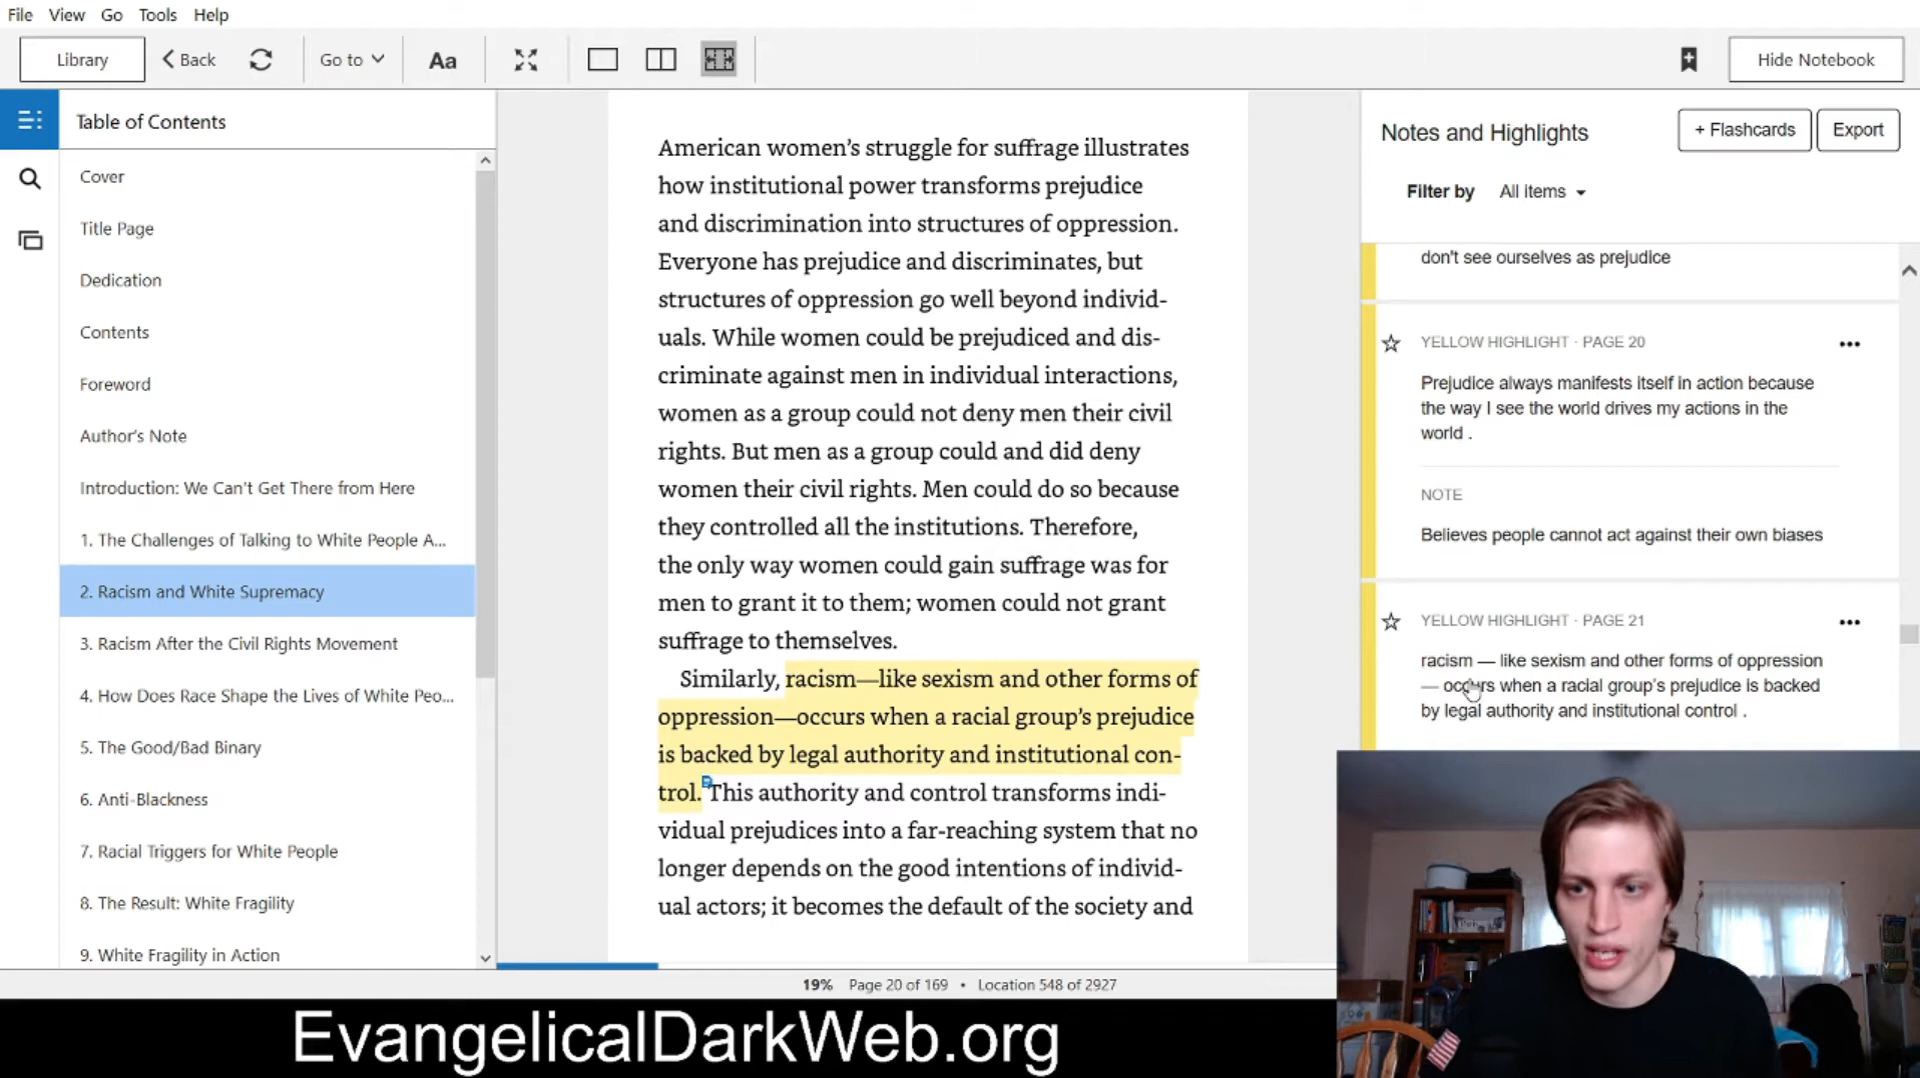 File View Go Tools Help
Library Back Go to Aa Hide Notebook
Table of Contents
Cover
Title Page
Dedication
Contents
Foreword
Author's Note
Introduction: We Can't Get There from Here
1. The Challenges of Talking to White People A...
2. Racism and White Supremacy
3. Racism After the Civil Rights Movement
4. How Does Race Shape the Lives of White Peo...
5. The Good/Bad Binary
6. Anti-Blackness
7. Racial Triggers for White People
8. The Result: White Fragility
9. White Fragility in Action
American women's struggle for suffrage illustrates
how institutional power transforms prejudice
and discrimination into structures of oppression.
Everyone has prejudice and discriminates, but
structures of oppression go well beyond individ-
uals. While women could be prejudiced and dis-
criminate against men in individual interactions,
women as a group could not deny men their civil
rights. But men as a group could and did deny
women their civil rights. Men could do so because
they controlled all the institutions. Therefore,
the only way women could gain suffrage was for
men to grant it to them; women could not grant
suffrage to themselves.
Similarly, racism—like sexism and other forms of
oppression—occurs when a racial group's prejudice
is backed by legal authority and institutional con-
trol. This authority and control transforms indi-
vidual prejudices into a far-reaching system that no
longer depends on the good intentions of individ-
ual actors; it becomes the default of the society and
19% Page 20 of 169 • Location 548 of 2927
Notes and Highlights + Flashcards Export
Filter by All items
don't see ourselves as prejudice
YELLOW HIGHLIGHT · PAGE 20
Prejudice always manifests itself in action because
the way I see the world drives my actions in the
world .
NOTE
Believes people cannot act against their own biases
YELLOW HIGHLIGHT · PAGE 21
racism — like sexism and other forms of oppression
— occurs when a racial group's prejudice is backed
by legal authority and institutional control .
EvangelicalDarkWeb.org